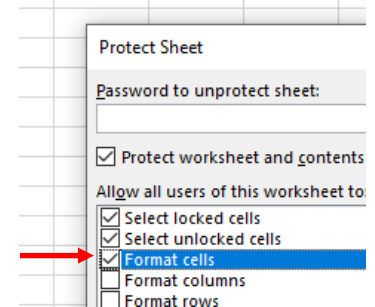 Protect Sheet
Password to unprotect sheet:
Protect worksheet and contents
Allow all users of this worksheet to:
Select locked cells
Select unlocked cells
Format cells
Format columns
Format rows